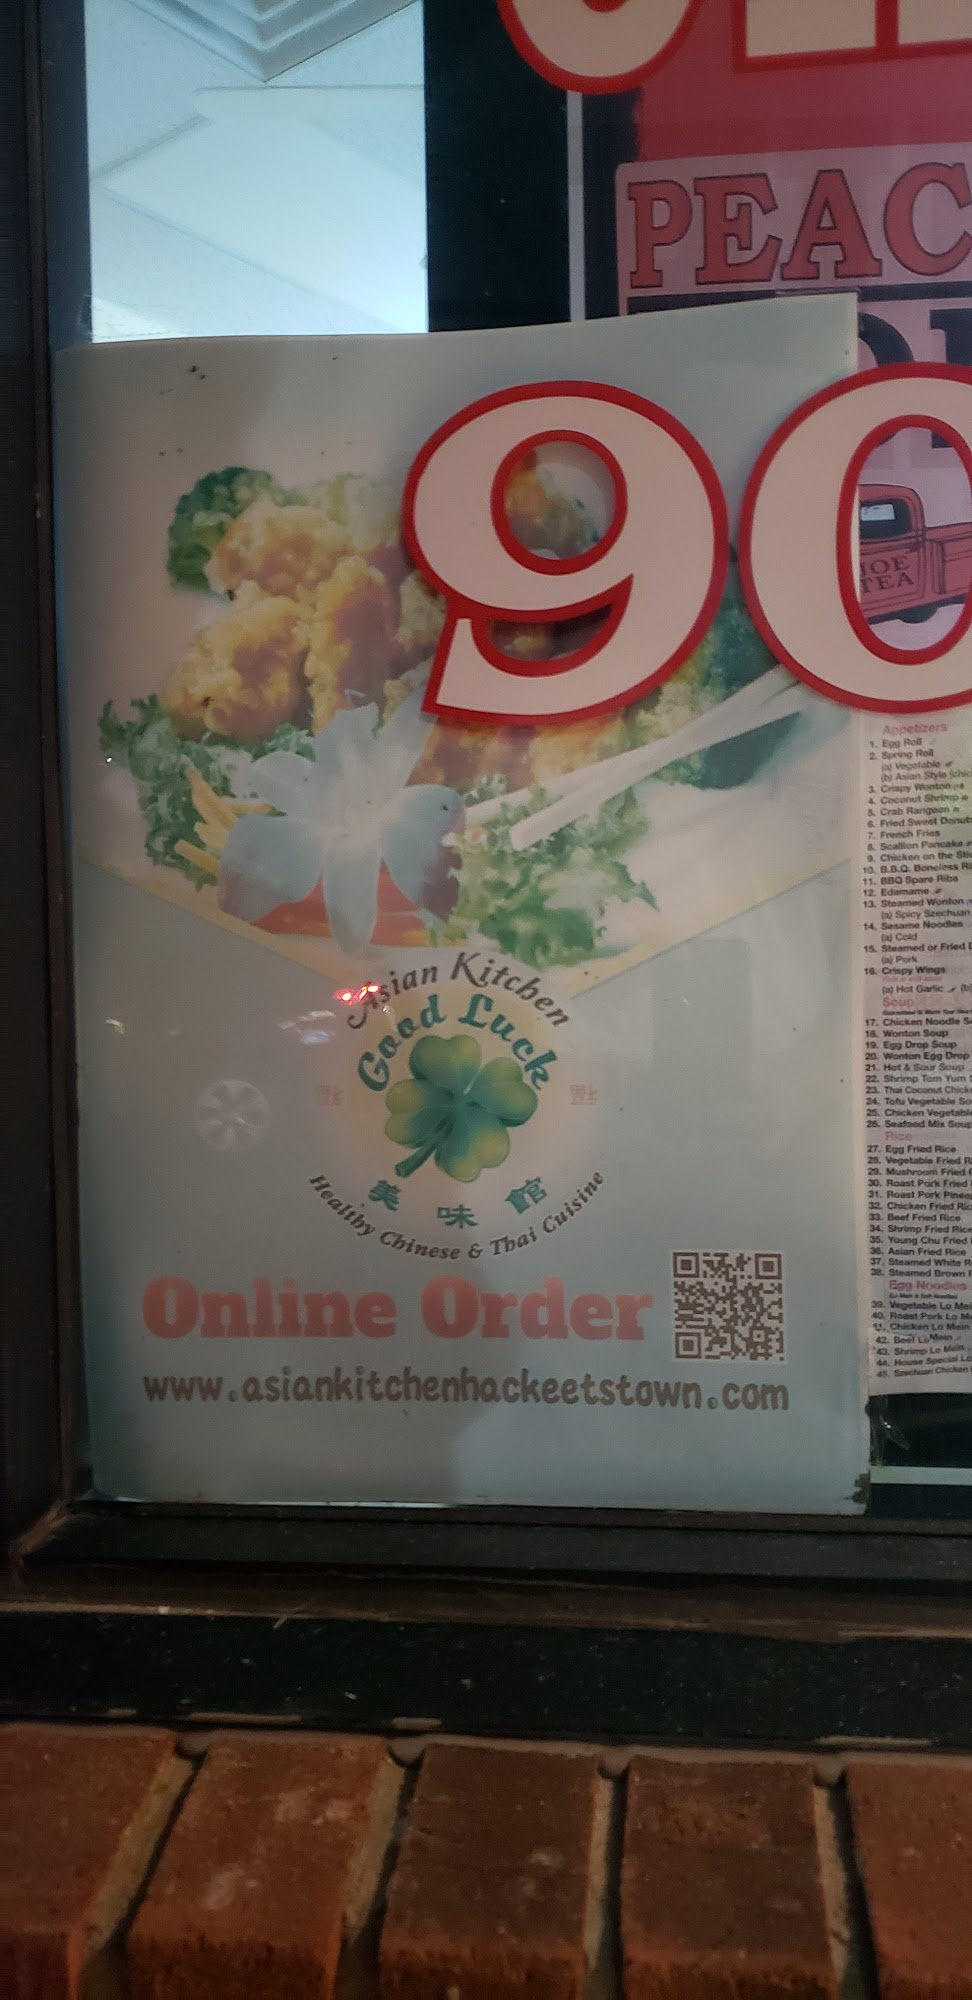 PEAC
90
JOE
TEA
Asian Kitchen
Good Luck
美味館
Healthy Chinese & Thai Cuisine
Online Order
www.asiankitchenhackeetstown.com
Appetizers
1. Egg Roll
2. Spring Roll
(a) Vegetable
(b) Asian Style
3. Crispy Wonton
4. Coconut Shrimp
5. Crab Rangoon
6. Fried Sweet Donuts
7. French Fries
8. Scallion Pancake
9. Chicken on the
10. B.B.Q. Boneless
11. BBQ Spare Ribs
12. Edamame
13. Steamed Wonton
(a) Spicy Szechuan
14. Sesame Noodles
(a) Cold
15. Steamed or Fried
(a) Pork
16. Crispy Wings
(a) Hot Garlic (b)
Soup
17. Chicken Noodle
18. Wonton Soup
19. Egg Drop Soup
20. Wonton Egg Drop
21. Hot & Sour Soup
22. Shrimp Tom Yum
23. Thai Coconut
24. Tofu Vegetable
25. Chicken Vegetable
26. Seafood Mix Soup
Rice
27. Egg Fried Rice
28. Vegetable Fried
29. Mushroom Fried
30. Roast Pork Fried
31. Roast Pork
32. Chicken Fried
33. Beef Fried Rice
34. Shrimp Fried Rice
35. Young Chu Fried
36. Asian Fried Rice
37. Steamed White
38. Steamed Brown
Egg Noodles
39. Vegetable Lo
40. Roast Pork Lo
41. Chicken Lo Mein
42. Beef Lo Mein
43. Shrimp Lo Mein
44. House Special
45. Szechuan Chicken